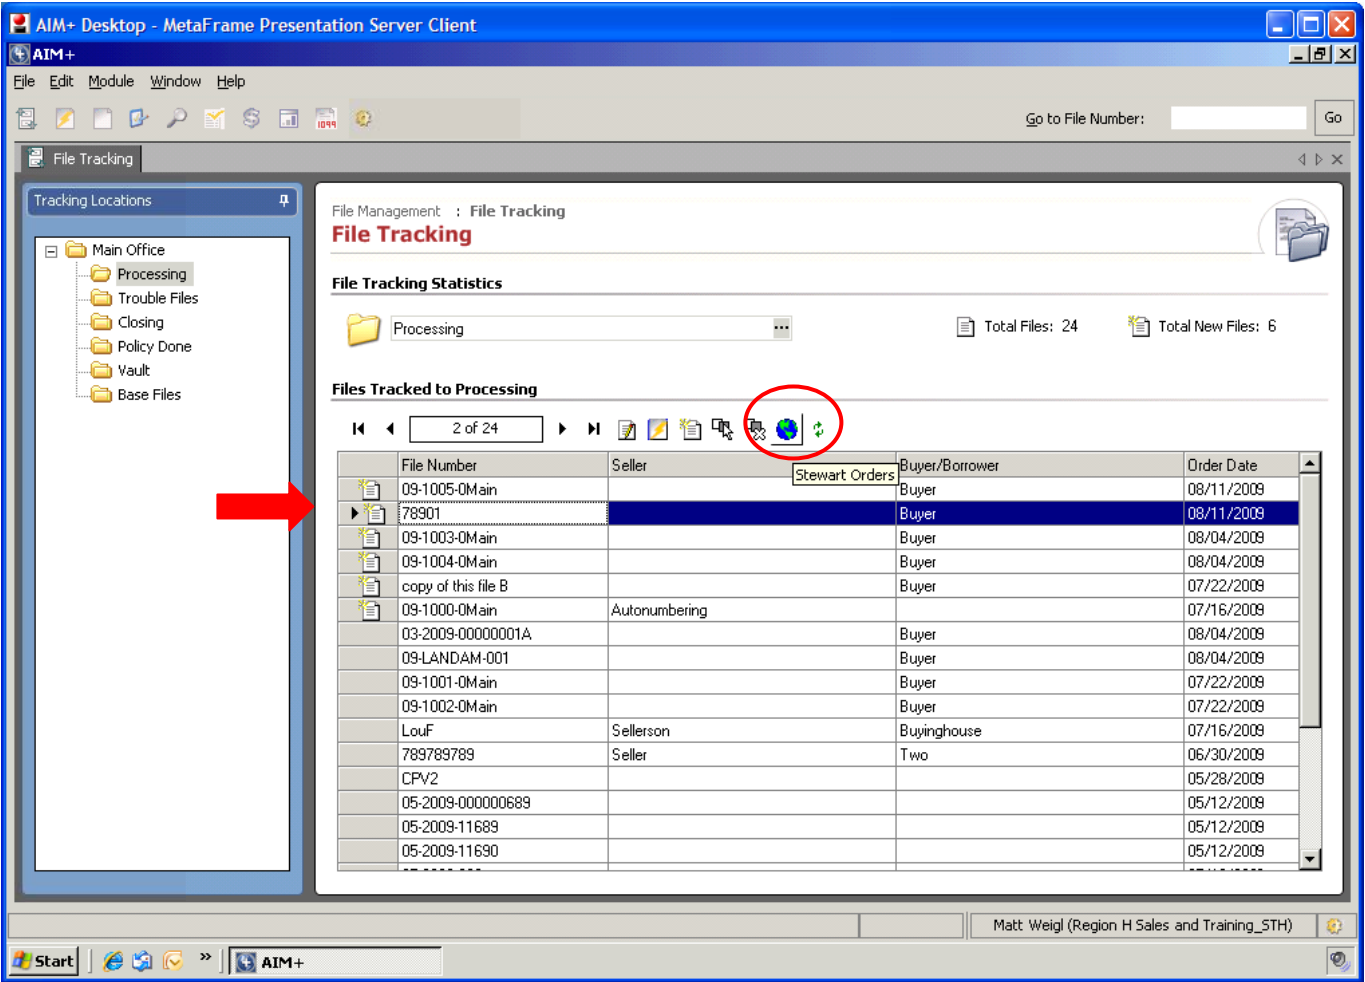 AIM+ Desktop - MetaFrame Presentation Server Client
AIM+
File Edit Module Window Help
1099
Go to File Number:
Go
File Tracking
Tracking Locations
Main Office
Processing
Trouble Files
Closing
Policy Done
Vault
Base Files
File Management : File Tracking
File Tracking
File Tracking Statistics
Processing ... Total Files: 24 Total New Files: 6
Files Tracked to Processing
2 of 24
Stewart Orders
File Number Seller Buyer/Borrower Order Date
09-1005-0Main Buyer 08/11/2009
78901 Buyer 08/11/2009
09-1003-0Main Buyer 08/04/2009
09-1004-0Main Buyer 08/04/2009
copy of this file B Buyer 07/22/2009
09-1000-0Main Autonumbering 07/16/2009
03-2009-00000001A Buyer 08/04/2009
09-LANDAM-001 Buyer 08/04/2009
09-1001-0Main Buyer 07/22/2009
09-1002-0Main Buyer 07/22/2009
LouF Sellerson Buyinghouse 07/16/2009
789789789 Seller Two 06/30/2009
CPV2 05/28/2009
05-2009-000000689 05/12/2009
05-2009-11689 05/12/2009
05-2009-11690 05/12/2009
Matt Weigl (Region H Sales and Training_STH)
Start » AIM+